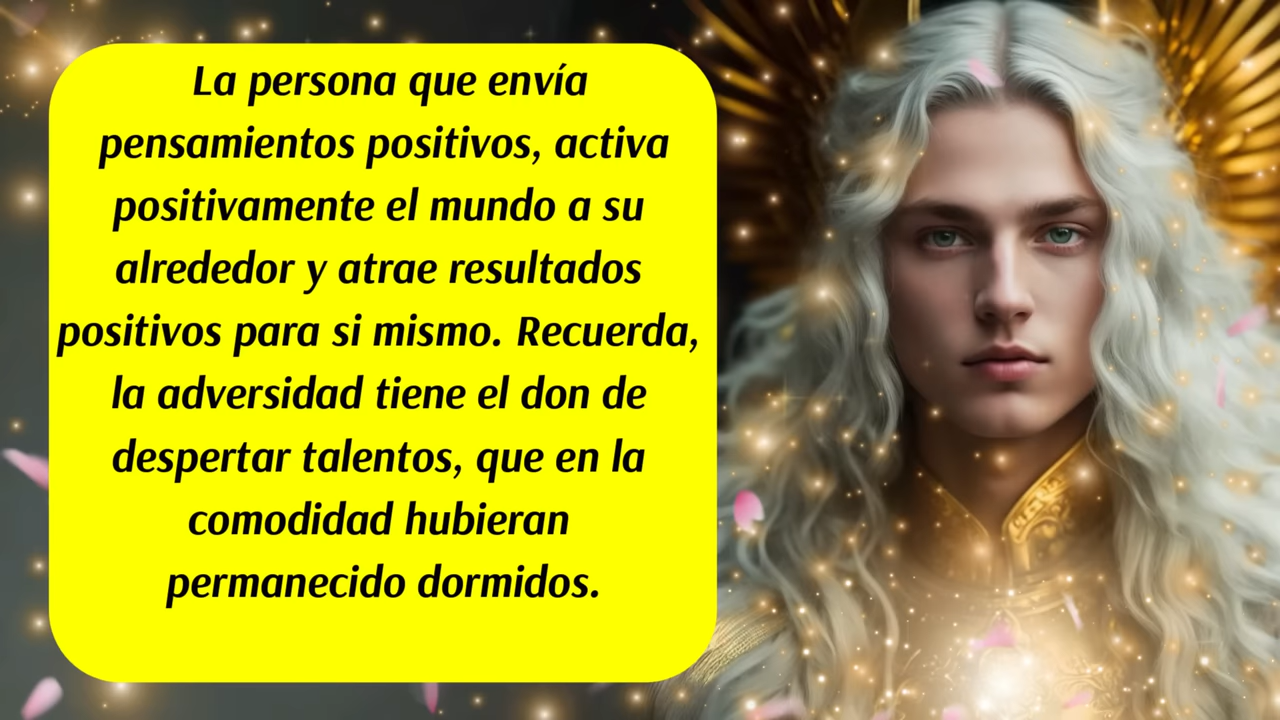 La persona que envía
pensamientos positivos, activa
positivamente el mundo a su
alrededor y atrae resultados
positivos para si mismo. Recuerda,
la adversidad tiene el don de
despertar talentos, que en la
comodidad hubieran
permanecido dormidos.